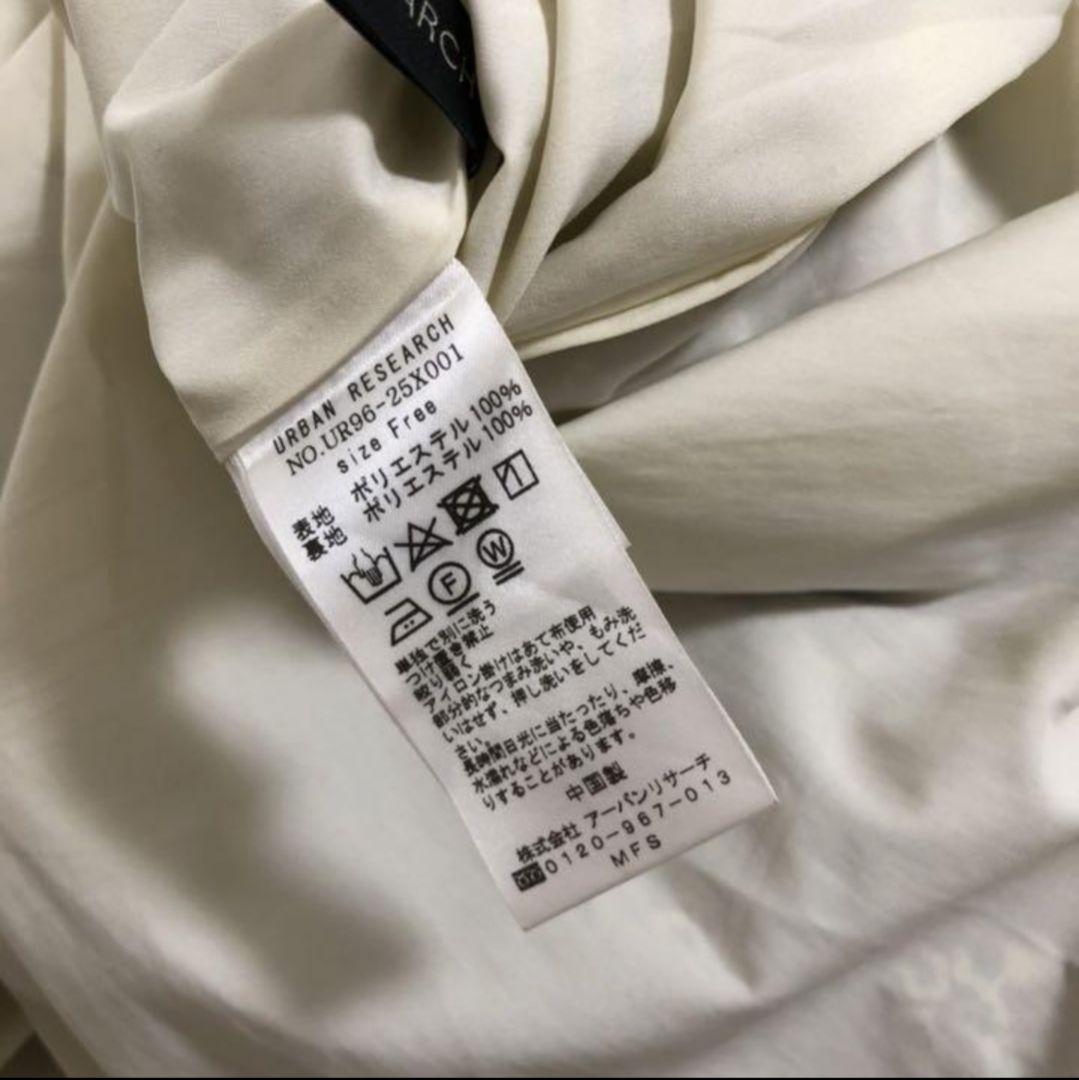 ARCH
URBAN RESEARCH
NO.UR96-25X001
size Free
表地 ポリエステル100%
裏地 ポリエステル100%
F W
単独で別に洗う
つけ置き禁止
絞り弱く
アイロン掛けはあて布使用
部分的なつまみ洗いや、もみ洗
いはせず、押し洗いをしてくだ
さい。
長時間日光に当たったり、摩擦、
水濡れなどによる色落ちや色移
りすることがあります。
中国製
株式会社 アーバンリサーチ
0120-967-013
MFS